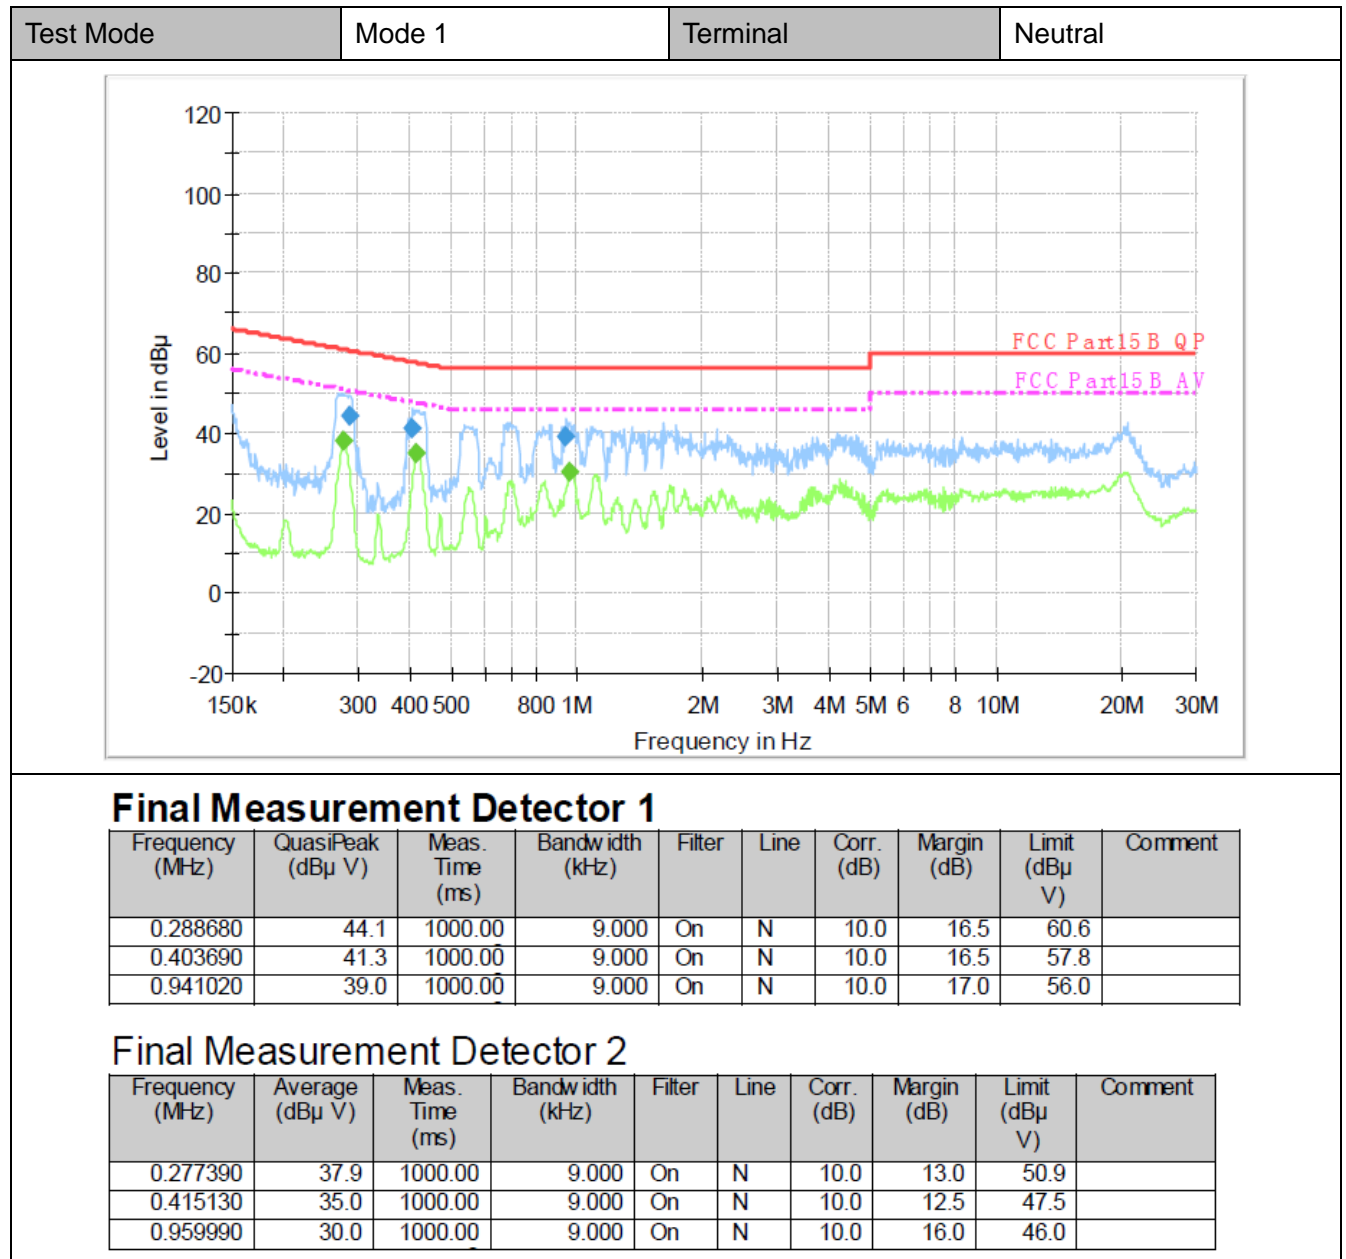 Test Mode Mode 1 Terminal Neutral
120
100
80
60
40
20
0
-20
Level in dBµ
FCC Part15 B QP
FCC Part15 B AV
150k 300 400 500 800 1M 2M 3M 4M 5M 6 8 10M 20M 30M
Frequency in Hz
Final Measurement Detector 1
Frequency QuasiPeak Meas. Bandwidth Filter Line Corr. Margin Limit Comment
(MHz) (dBµ V) Time (kHz) (dB) (dB) (dBµ
(ms) V)
0.288680 44.1 1000.00 9.000 On N 10.0 16.5 60.6
0.403690 41.3 1000.00 9.000 On N 10.0 16.5 57.8
0.941020 39.0 1000.00 9.000 On N 10.0 17.0 56.0
Final Measurement Detector 2
Frequency Average Meas. Bandwidth Filter Line Corr. Margin Limit Comment
(MHz) (dBµ V) Time (kHz) (dB) (dB) (dBµ
(ms) V)
0.277390 37.9 1000.00 9.000 On N 10.0 13.0 50.9
0.415130 35.0 1000.00 9.000 On N 10.0 12.5 47.5
0.959990 30.0 1000.00 9.000 On N 10.0 16.0 46.0